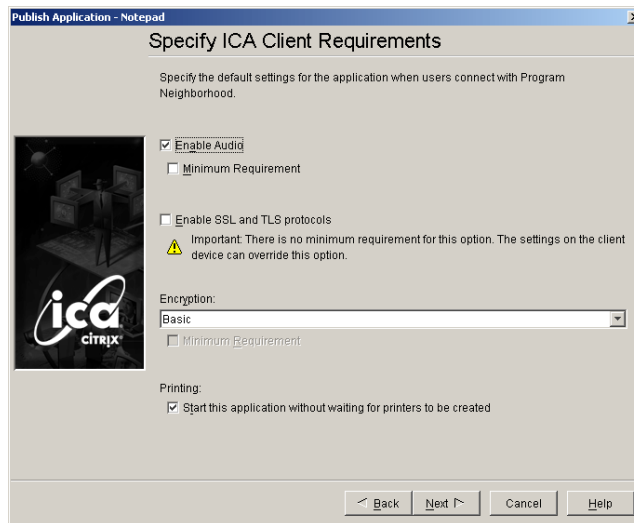 Publish Application - Notepad
Specify ICA Client Requirements
Specify the default settings for the application when users connect with Program
Neighborhood.
Enable Audio
Minimum Requirement
Enable SSL and TLS protocols
Important: There is no minimum requirement for this option. The settings on the client
device can override this option.
ica
CITRIX
Encryption:
Basic
Minimum Requirement
Printing:
Start this application without waiting for printers to be created
Back Next Cancel Help